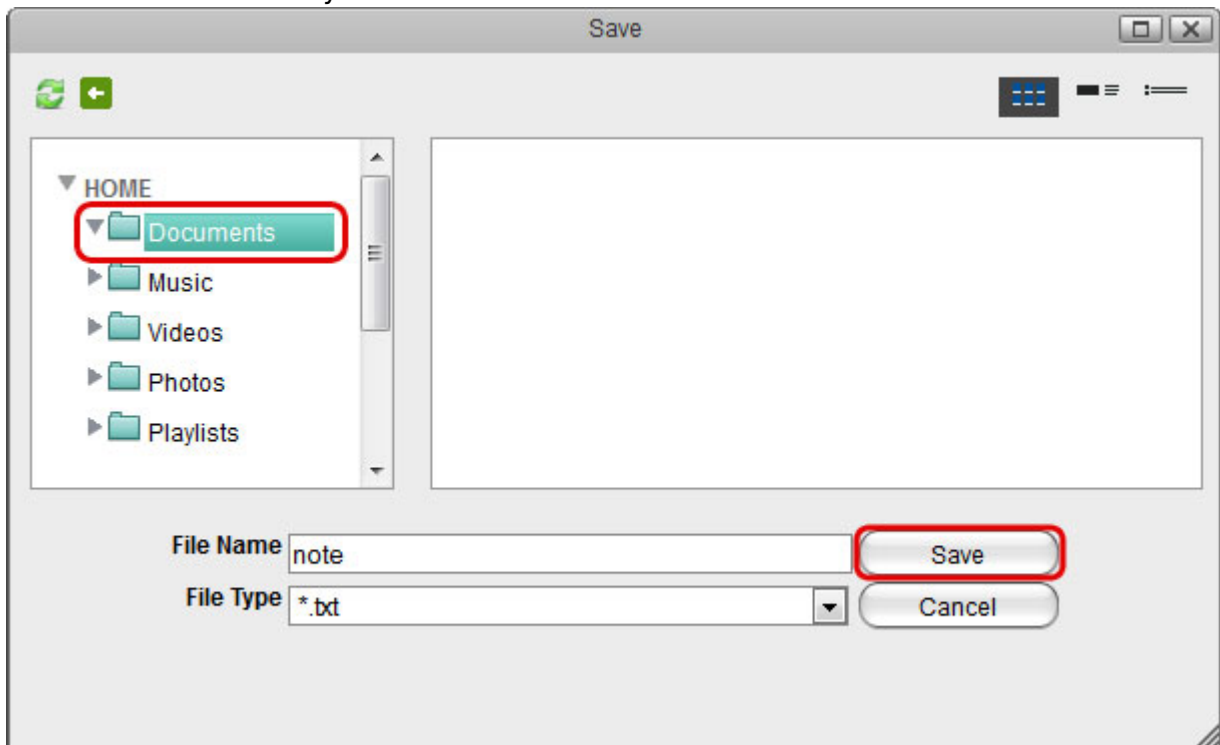 Save
HOME
Documents
Music
Videos
Photos
Playlists
File Name note Save
File Type *.txt Cancel